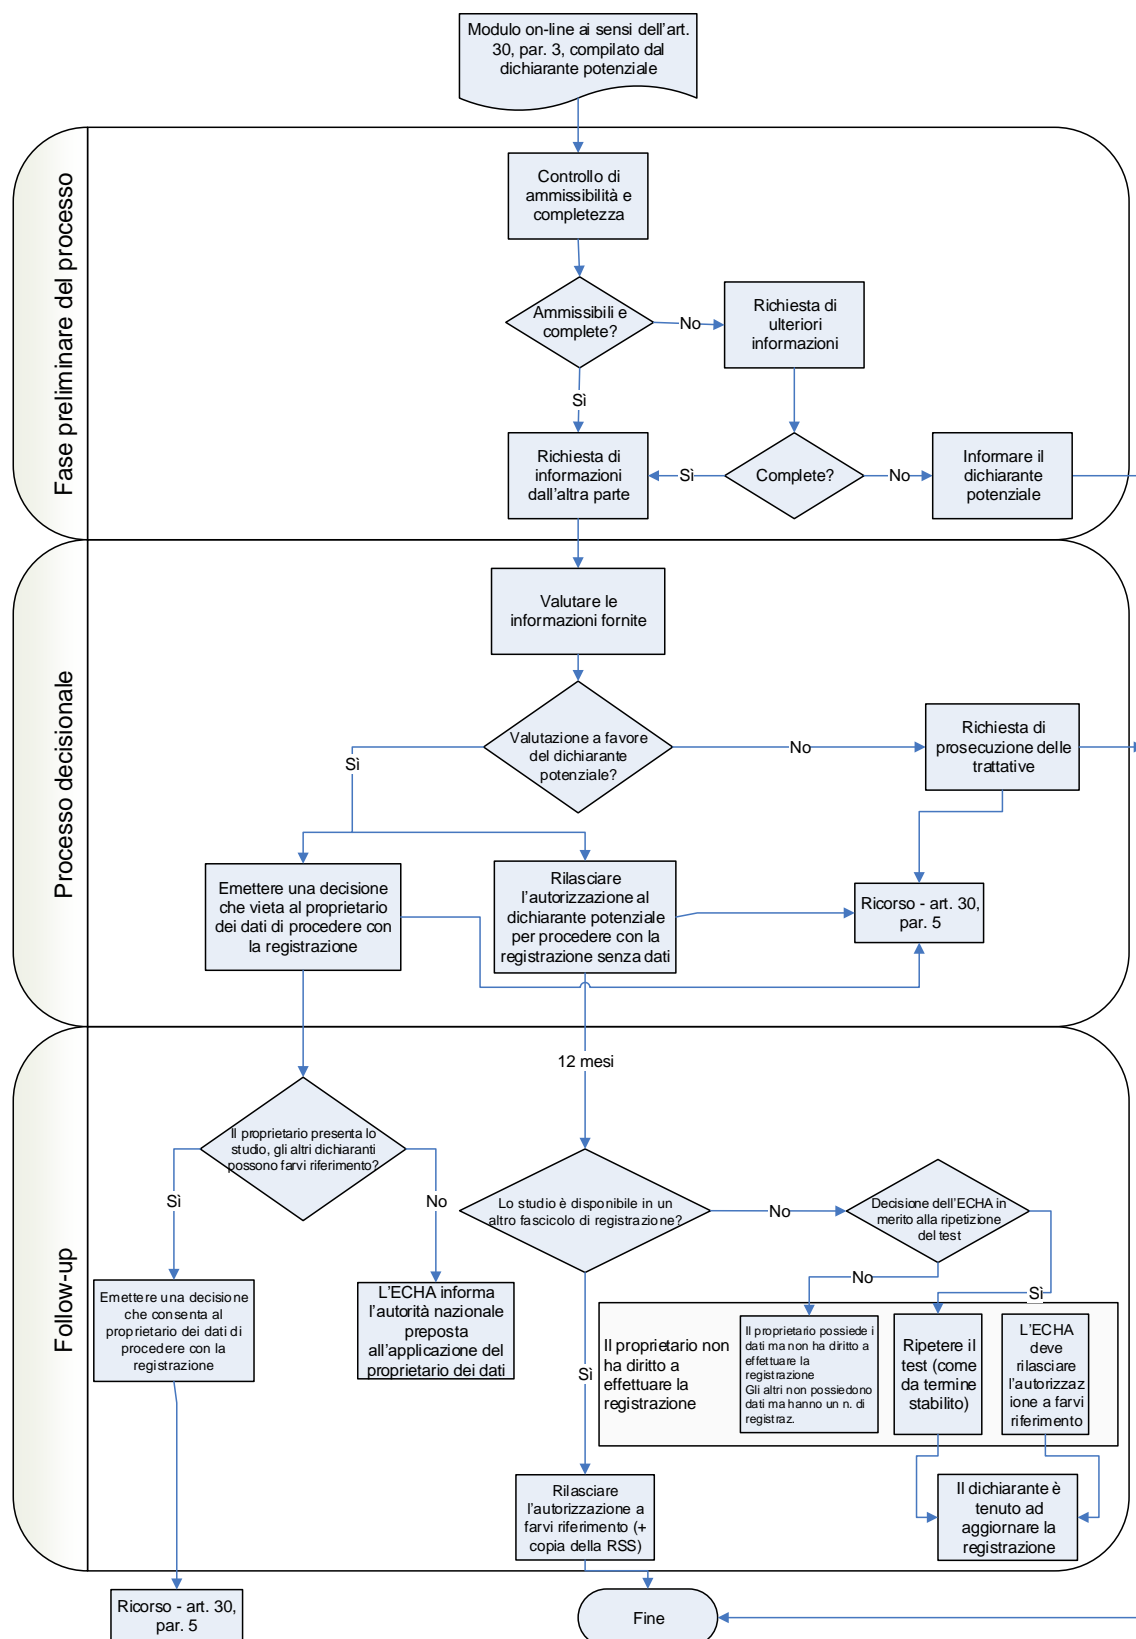 Modulo on-line ai sensi dell'art.
30, par. 3, compilato dal
dichiarante potenziale
Fase preliminare del processo
Controllo di
ammissibilità e
completezza
Ammissibili e
complete?
No
Richiesta di
ulteriori
informazioni
Sì
Richiesta di
informazioni
dall'altra parte
Sì
Complete?
No
Informare il
dichiarante
potenziale
Processo decisionale
Valutare le
informazioni fornite
Valutazione a favore
del dichiarante
potenziale?
Sì
No
Richiesta di
prosecuzione delle
trattative
Emettere una decisione
che vieta al proprietario
dei dati di procedere con
la registrazione
Rilasciare
l'autorizzazione al
dichiarante potenziale
per procedere con la
registrazione senza dati
Ricorso - art. 30,
par. 5
Follow-up
12 mesi
Il proprietario presenta lo
studio, gli altri dichiaranti
possono farvi riferimento?
Sì
No
Lo studio è disponibile in un
altro fascicolo di registrazione?
No
Decisione dell'ECHA in
merito alla ripetizione
del test
No
Sì
Emettere una decisione
che consenta al
proprietario dei dati di
procedere con la
registrazione
L'ECHA informa
l'autorità nazionale
preposta
all'applicazione del
proprietario dei dati
Sì
Il proprietario non
ha diritto a
effettuare la
registrazione
Il proprietario possiede i
dati ma non ha diritto a
effettuare la
registrazione
Gli altri non possiedono
dati ma hanno un n. di
registraz.
Ripetere il
test (come
da termine
stabilito)
L'ECHA
deve
rilasciare
l'autorizzaz
ione a farvi
riferimento
Rilasciare
l'autorizzazione a
farvi riferimento (+
copia della RSS)
Il dichiarante è
tenuto ad
aggiornare la
registrazione
Ricorso - art. 30,
par. 5
Fine